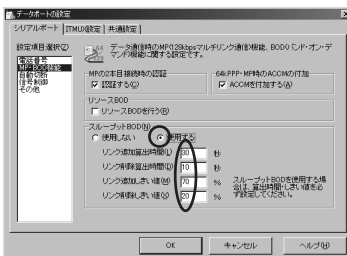 データポートの設定
シリアルポート ITMUX設定 共通設定
設定項目選択(Z)
電話番号
MP・BOD機能
自動切断
信号制御
その他
データ通信時のMP(128kbpsマルチリンク通信)機能、BOD(バンド・オン・デマンド)機能に関する設定です。
MPの2本目接続時の認証
認証する(C)
64k:PPP・MP時のACCMの付加
ACCMを付加する(A)
リソースBOD
リソースBODを行う(R)
スループットBOD(N)
使用しない 使用する
リンク追加算出時間(L) 30 秒
リンク削除算出時間(D) 10 秒
リンク追加しきい値(M) 70 %
リンク削除しきい値(X) 20 %
スループットBODを使用する場合は、算出時間・しきい値を必ず設定してください。
OK キャンセル ヘルプ(H)